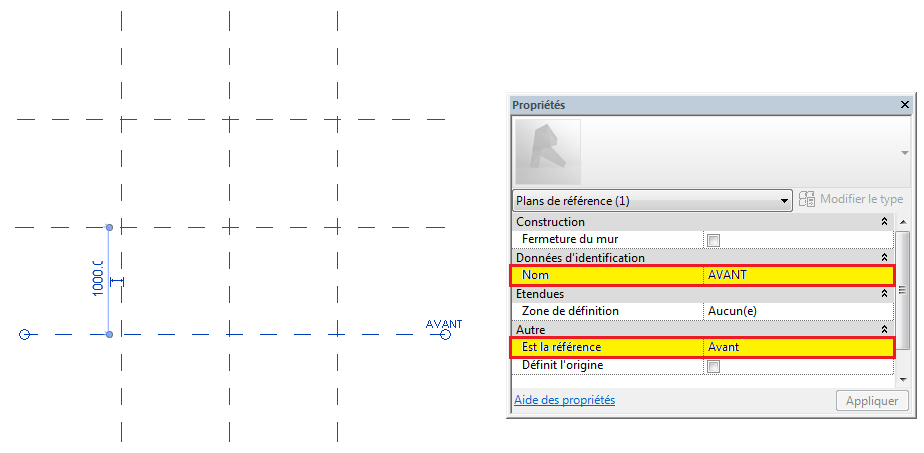 1000.0
AVANT
Propriétés
Plans de référence (1)
Modifier le type
Construction
Fermeture du mur
Données d'identification
Nom AVANT
Etendues
Zone de définition Aucun(e)
Autre
Est la référence Avant
Définit l'origine
Aide des propriétés Appliquer